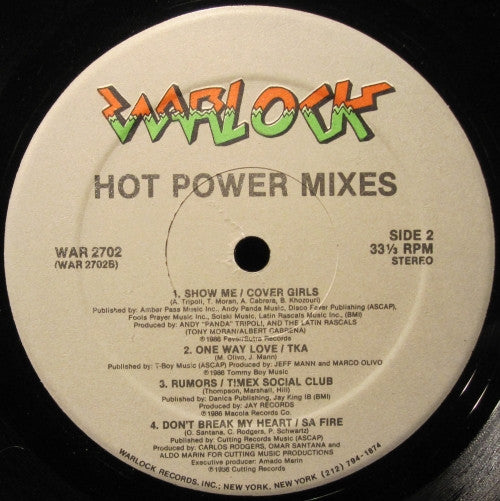 WARLOCK
HOT POWER MIXES
WAR 2702
(WAR 2702B)
SIDE 2
33⅓ RPM
STEREO
1. SHOW ME / COVER GIRLS
(A. Tripoli, T. Moran, A. Cabrera, B. Khozouri)
Published by: Amber Pass Music Inc., Andy Panda Music, Disco Fever Publishing (ASCAP),
Fools Prayer Music Inc., Solski Music, Latin Rascals Music Inc. (BMI)
Produced by: ANDY "PANDA" TRIPOLI, AND THE LATIN RASCALS
(TONY MORAN/ALBERT CABRERA)
℗1986 Fever/Sutra Records
2. ONE WAY LOVE / TKA
(M. Olivo, J. Mann)
Published by: T-Boy Music (ASCAP) Produced by: JEFF MANN and MARCO OLIVO
℗1986 Tommy Boy Music
3. RUMORS / TIMEX SOCIAL CLUB
(Thompson, Marshall, Hill)
Published by: Danica Publishing, Jay King IB (BMI)
Produced by: JAY RECORDS
℗1986 Macola Records Co.
4. DON'T BREAK MY HEART / SA FIRE
(O. Santana, C. Rodgers, P. Schwartz)
Published by: Cutting Records Music (ASCAP)
Produced by: CARLOS RODGERS, OMAR SANTANA and
ALDO MARIN FOR CUTTING MUSIC PRODUCTIONS
Executive producer: Amado Marin
℗1986 Cutting Records
WARLOCK RECORDS, INC.; NEW YORK, NEW YORK (212) 794-1874